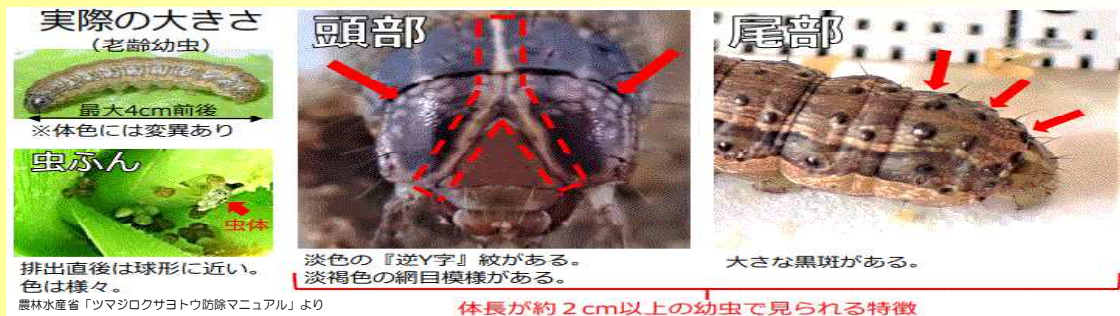 実際の大きさ
（老齢幼虫）
最大4cm前後
※体色には変異あり
虫ふん
虫体
排出直後は球形に近い。
色は様々。
農林水産省「ツマジロクサヨトウ防除マニュアル」より
頭部
淡色の『逆Y字』紋がある。
淡褐色の網目模様がある。
尾部
大きな黒斑がある。
体長が約２cm以上の幼虫で見られる特徴